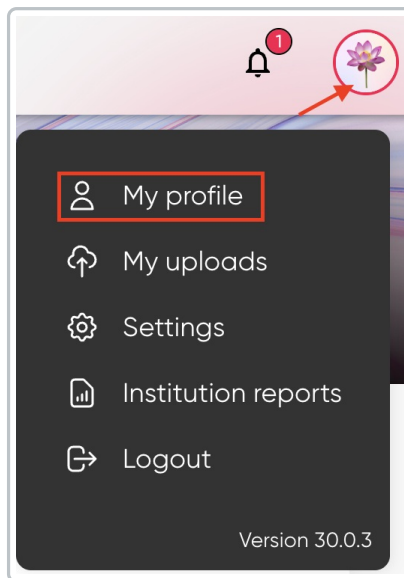 1
My profile
My uploads
Settings
Institution reports
Logout
Version 30.0.3